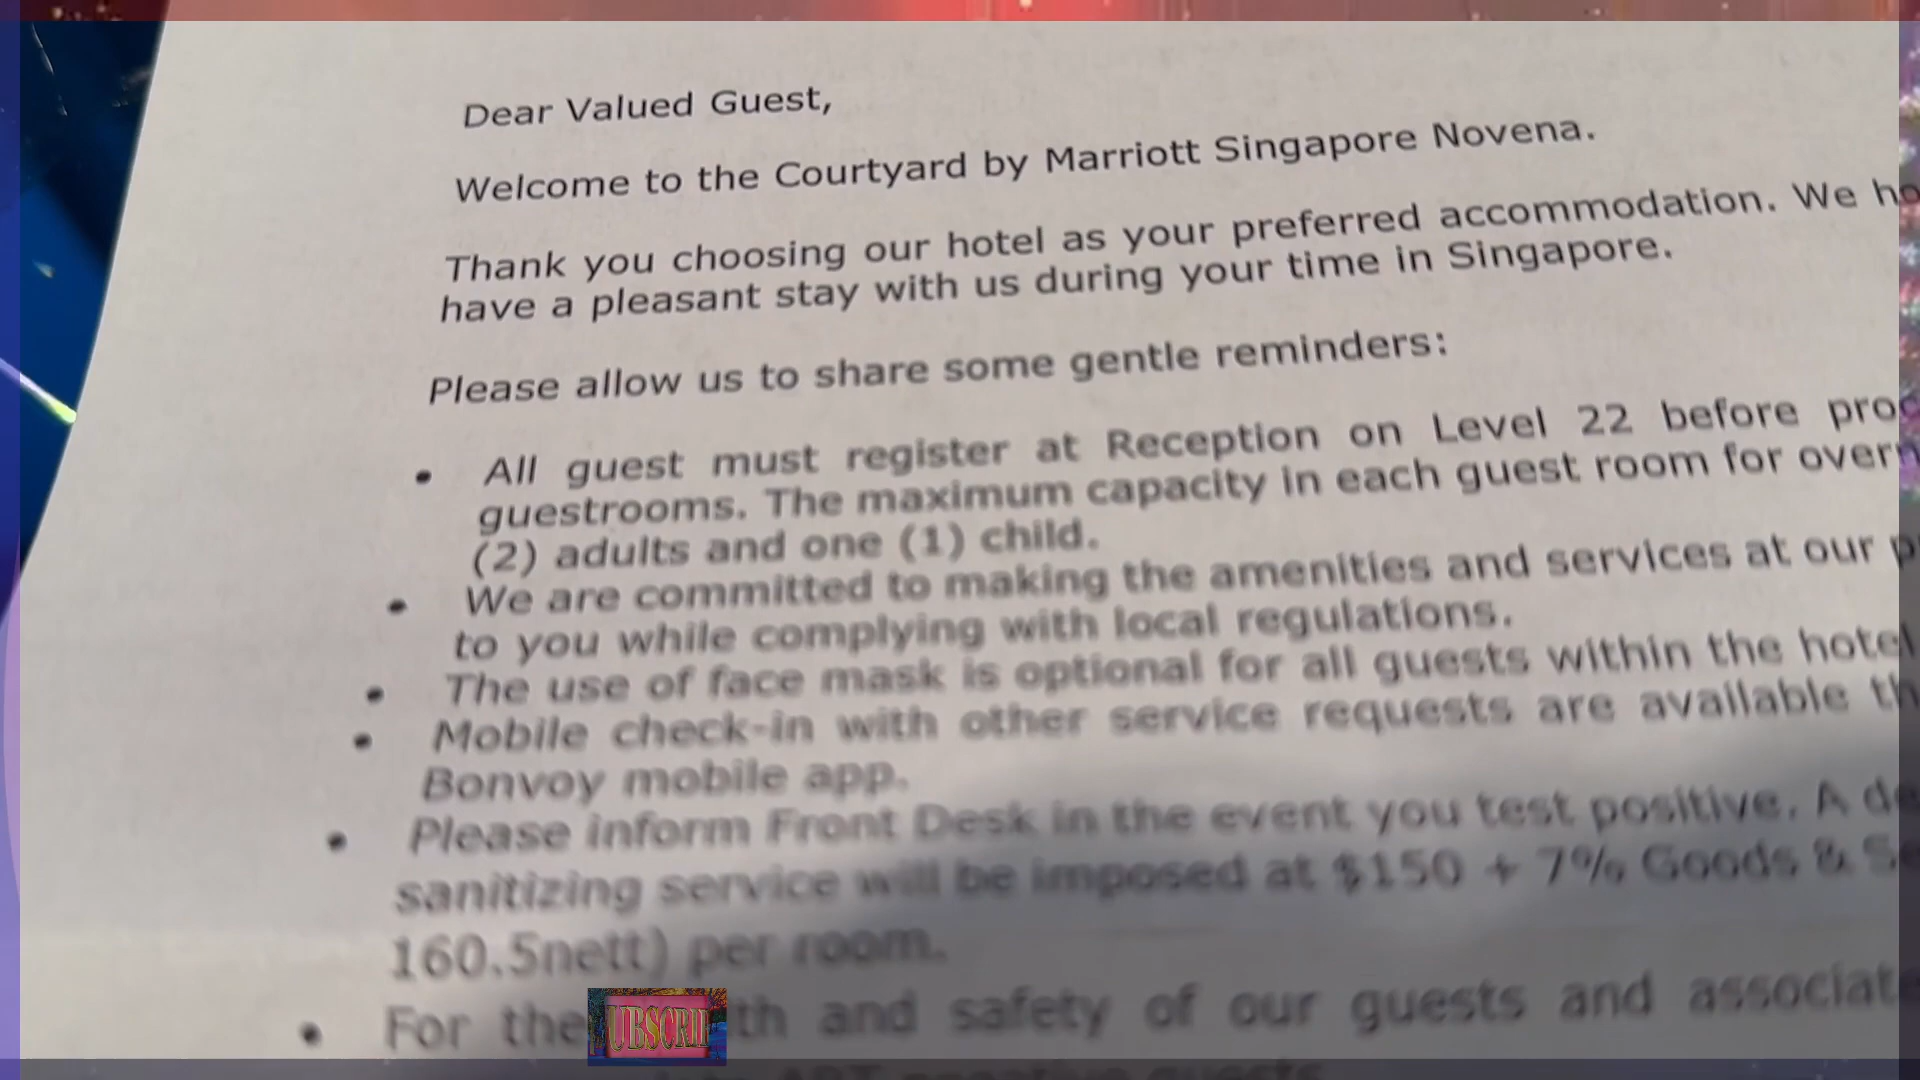 Dear Valued Guest,
Welcome to the Courtyard by Marriott Singapore Novena.
Thank you choosing our hotel as your preferred accommodation. We
have a pleasant stay with us during your time in Singapore.
Please allow us to share some gentle reminders:
• All guest must register at Reception on Level 22 before
guestrooms. The maximum capacity in each guest room for
(2) adults and one (1) child.
• We are committed to making the amenities and services at our
to you while complying with local regulations.
• The use of face mask is optional for all guests within the hotel
• Mobile check-in with other service requests are available
Bonvoy mobile app.
• Please inform Front Desk in the event you test positive. A
sanitizing service will be imposed at $150 + 7% Goods &
160.5nett) per room.
• For the and safety of our guests and
UBSCRI